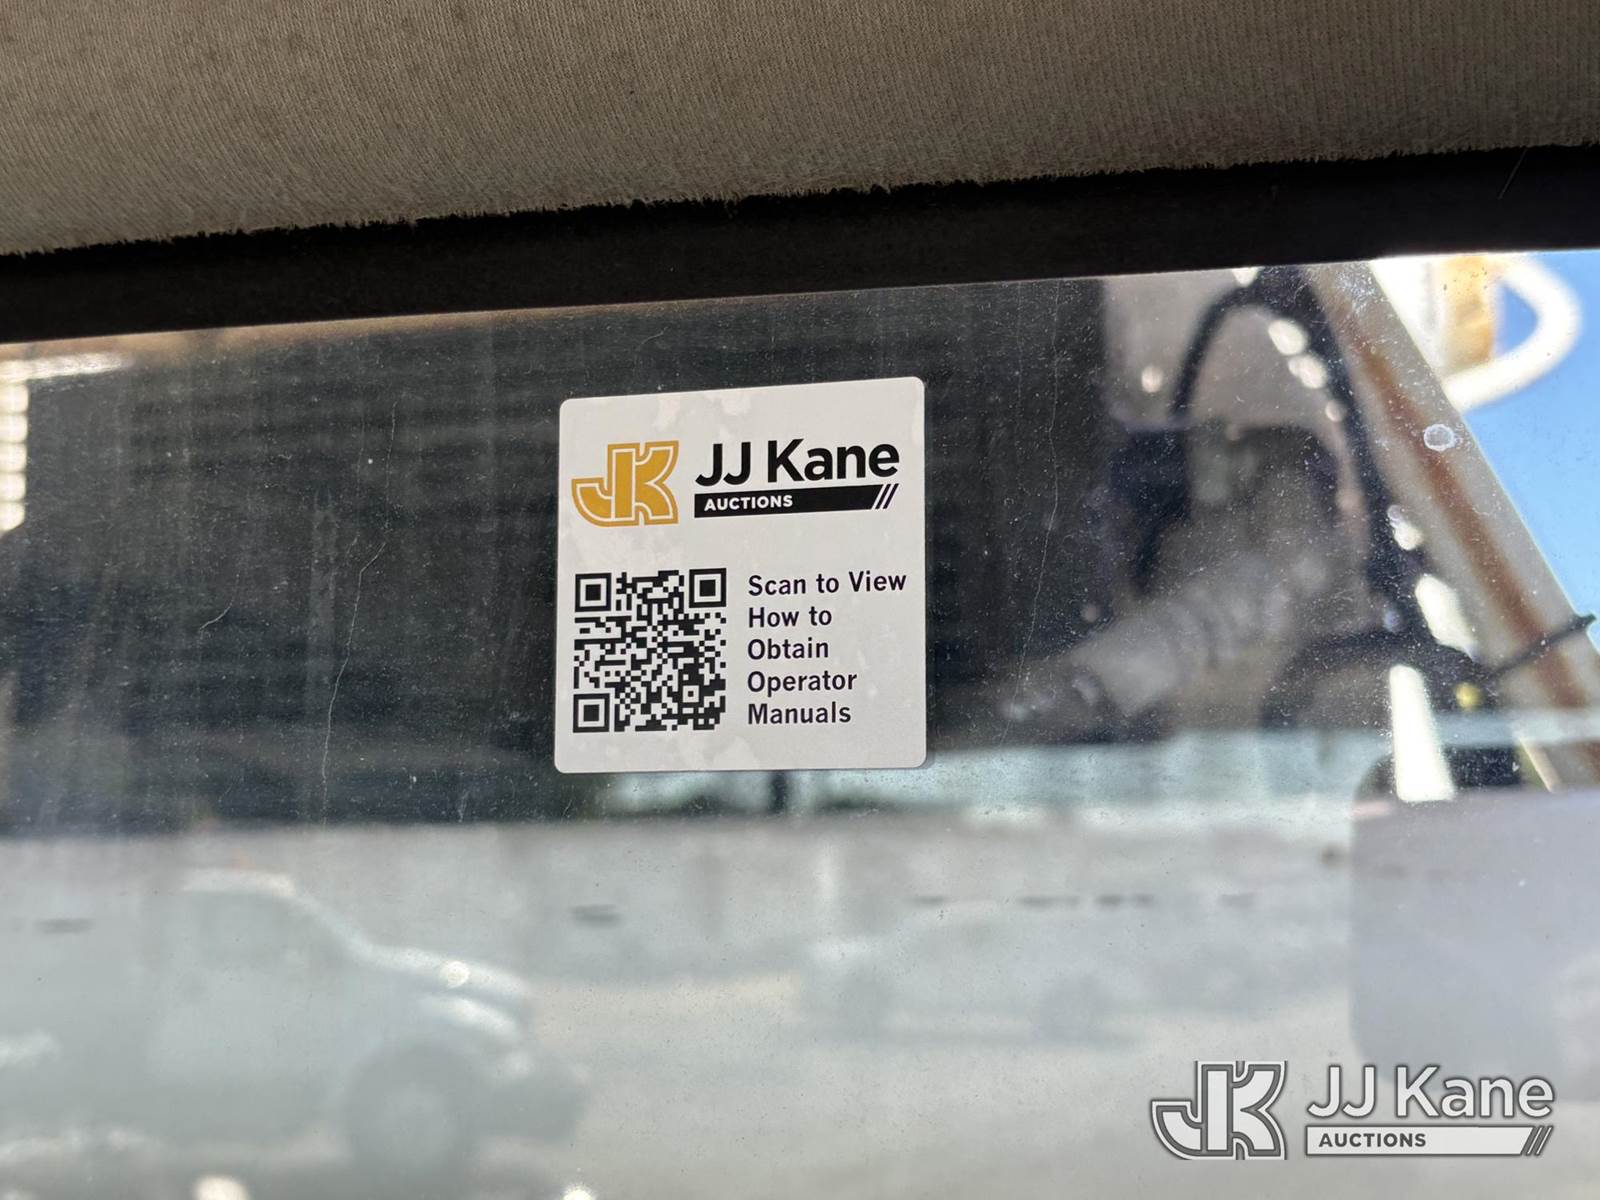 JJ Kane
AUCTIONS
Scan to View
How to
Obtain
Operator
Manuals
JJ Kane
AUCTIONS